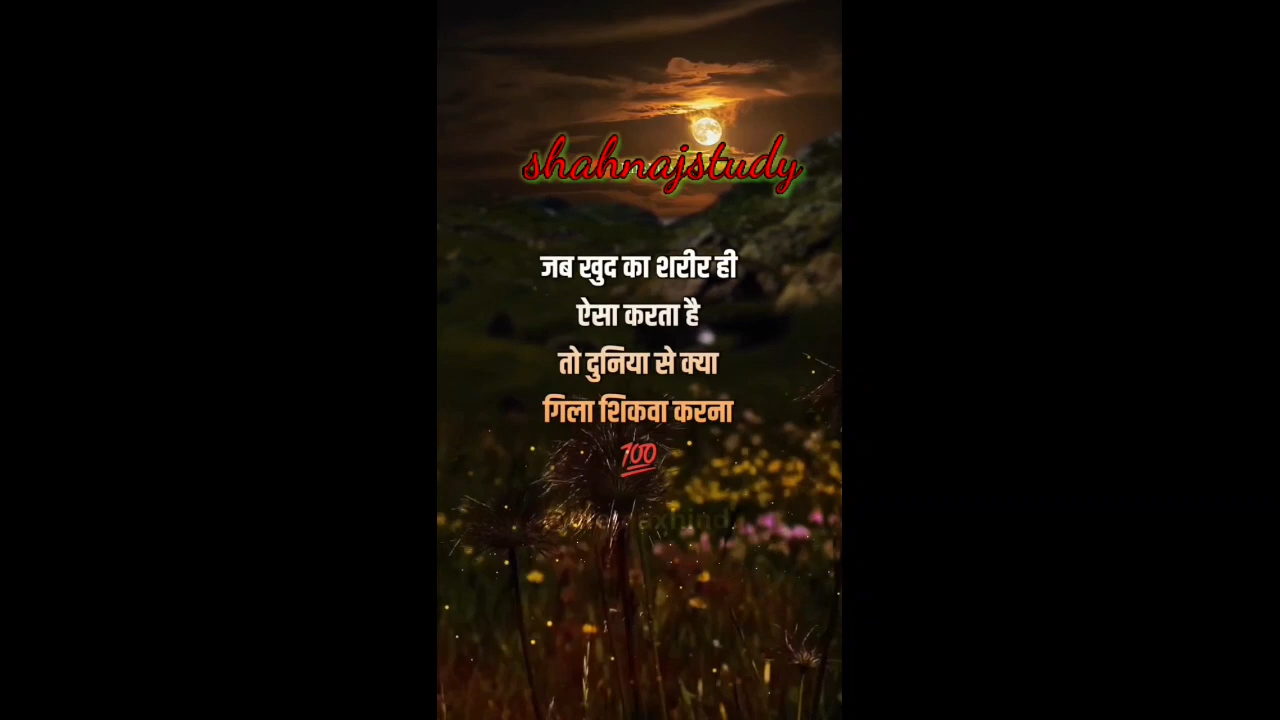 shahnajstudy
जब खुद का शरीर ही
ऐसा करता है
तो दुनिया से क्या
गिला शिकवा करना
💯